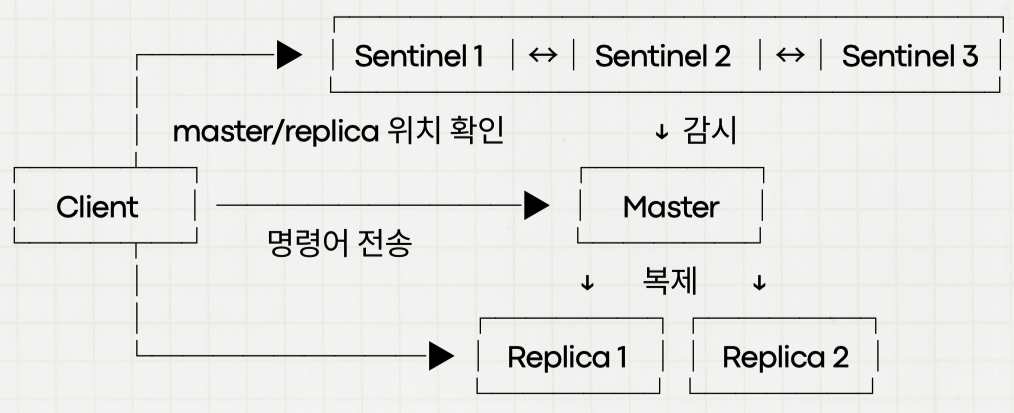 Sentinel 1 ↔ Sentinel 2 ↔ Sentinel 3
master/replica 위치 확인
↓ 감시
Client
Master
명령어 전송
↓ 복제 ↓
Replica 1
Replica 2